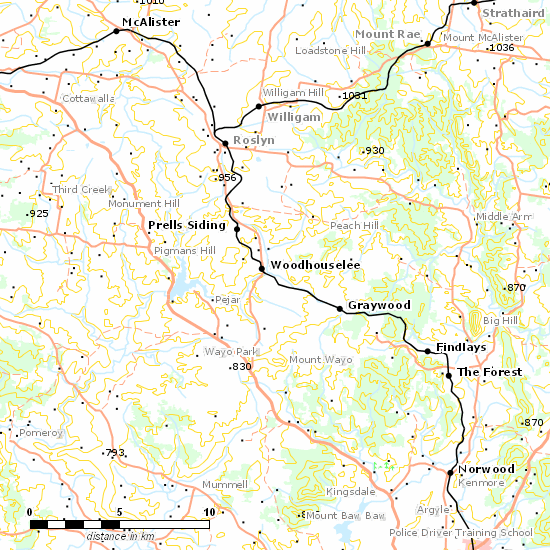 Strathaird
1010
McAlister
Mount Rae
Mount McAlister
1036
Loadstone Hill
Cottawalla
Willigam Hill
1031
Willigam
Roslyn
930
956
Third Creek
Monument Hill
925
Middle Arm
Prells Siding
Peach Hill
Pigmans Hill
Woodhouselee
870
Pejar
Graywood
Big Hill
Findlays
Wayo Park
Mount Wayo
830
The Forest
870
Pomeroy
793
Norwood
Mummell
Kenmore
Kingsdale
Argyle
0 5 10
Mount Baw Baw
distance in km
Police Driver Training School